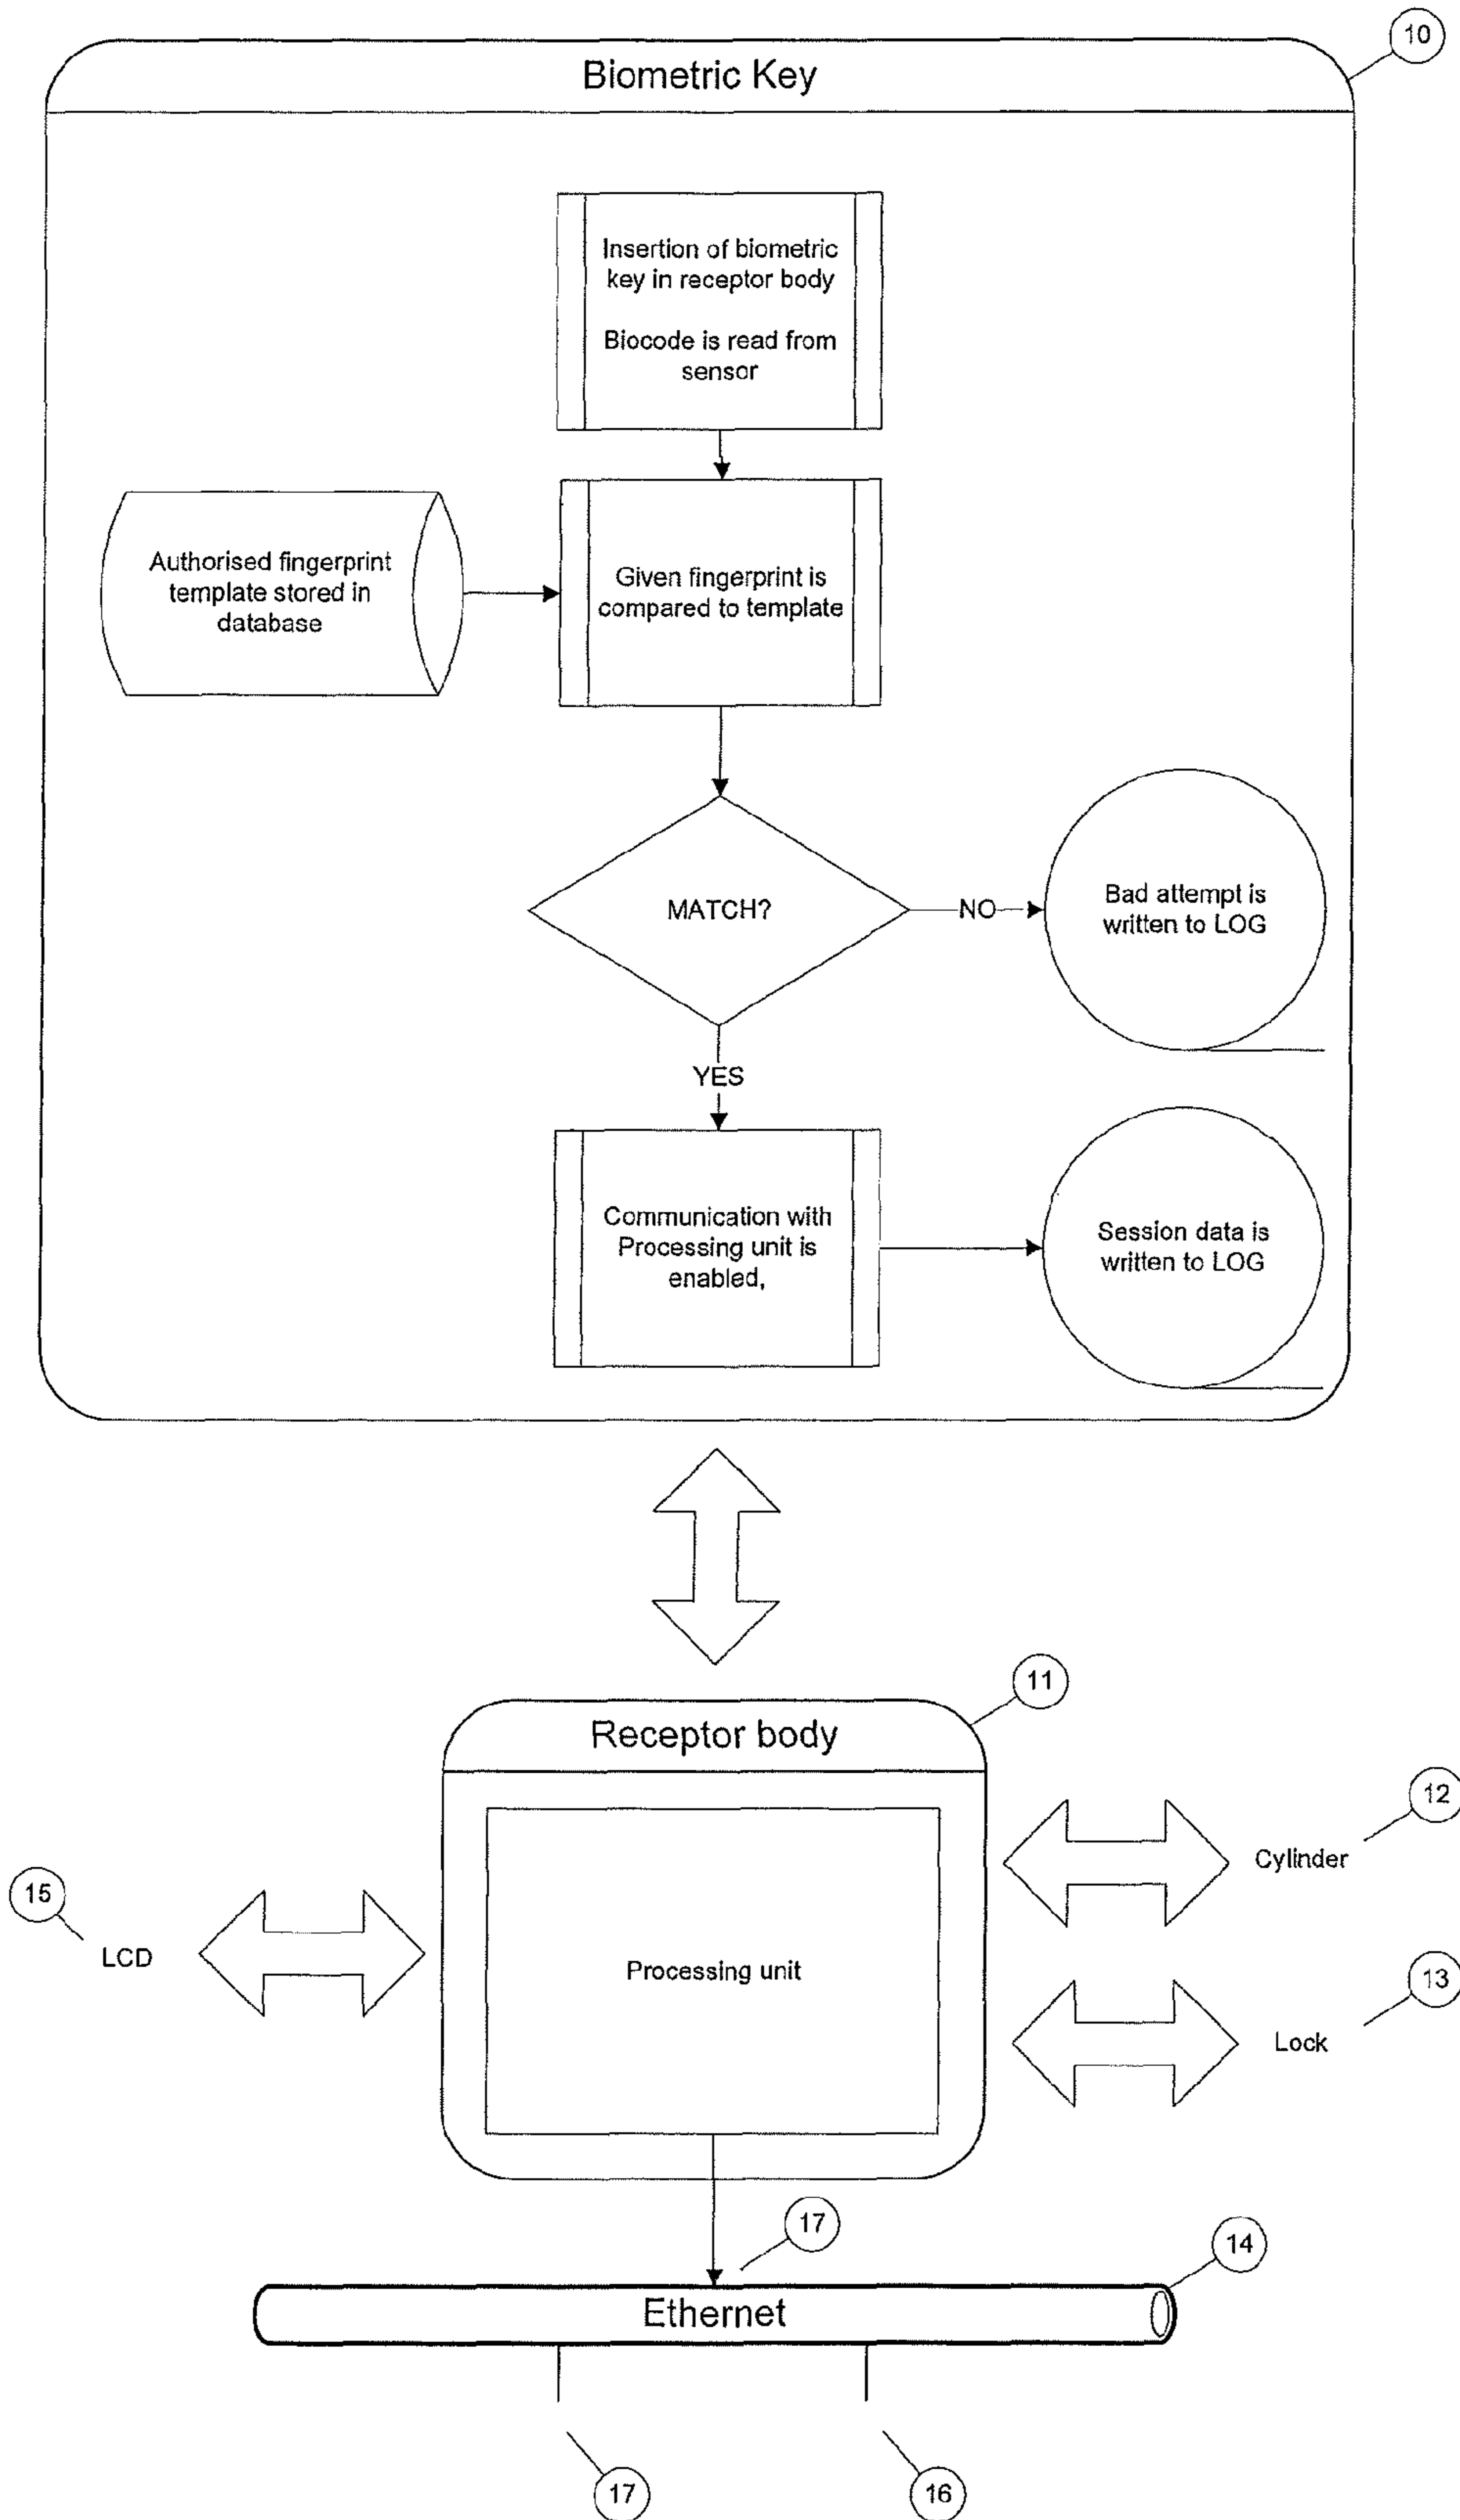 10
Biometric Key
Insertion of biometric
key in receptor body
Biocode is read from
sensor
Authorised fingerprint
template stored in
database
Given fingerprint is
compared to template
MATCH?
NO
Bad attempt is
written to LOG
YES
Communication with
Processing unit is
enabled,
Session data is
written to LOG
11
Receptor body
12
Cylinder
15
LCD
Processing unit
13
Lock
17
14
Ethernet
17
16